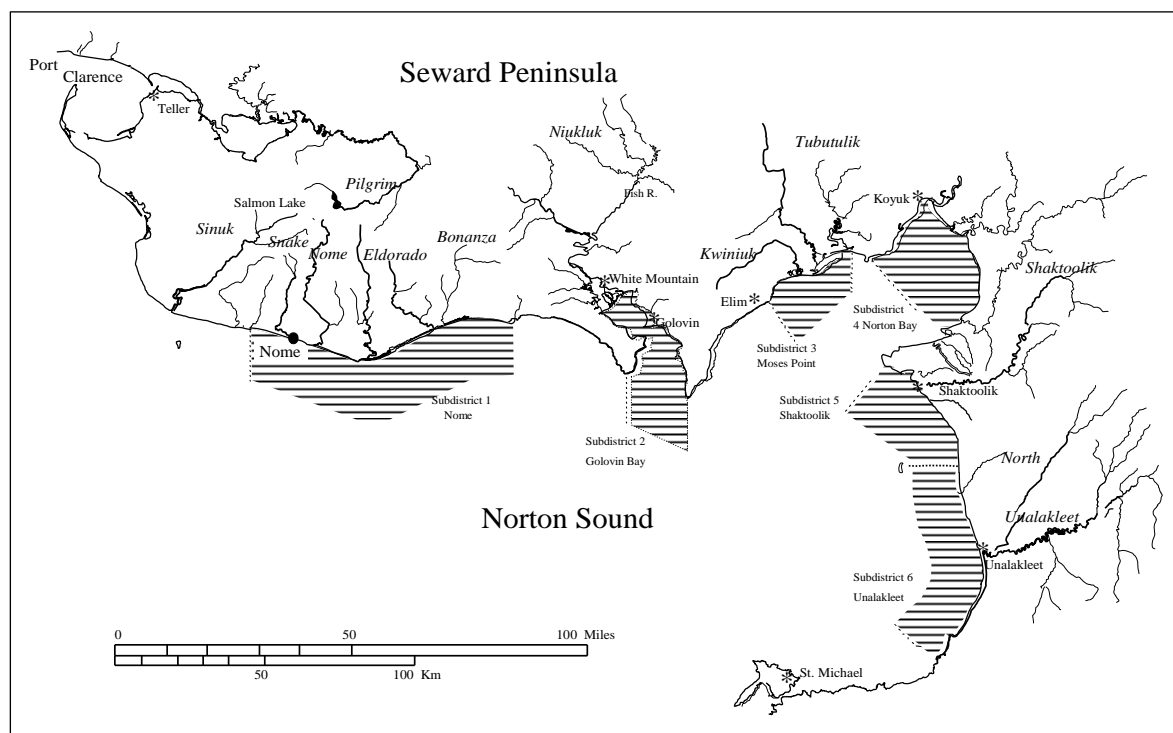 Seward Peninsula
Port
Clarence
Teller
Niukluk
Tubutulik
Pilgrim
Fish R.
Koyuk
Salmon Lake
Sinuk
Snake
Nome
Eldorado
Bonanza
Kwiniuk
Shaktoolik
White Mountain
Elim
Golovin
Subdistrict
4 Norton Bay
Nome
Subdistrict 3
Moses Point
Shaktoolik
Subdistrict 1
Nome
Subdistrict 5
Shaktoolik
Subdistrict 2
Golovin Bay
North
Norton Sound
Unalakleet
Unalakleet
Subdistrict 6
Unalakleet
0 50 100 Miles
50 100 Km
St. Michael